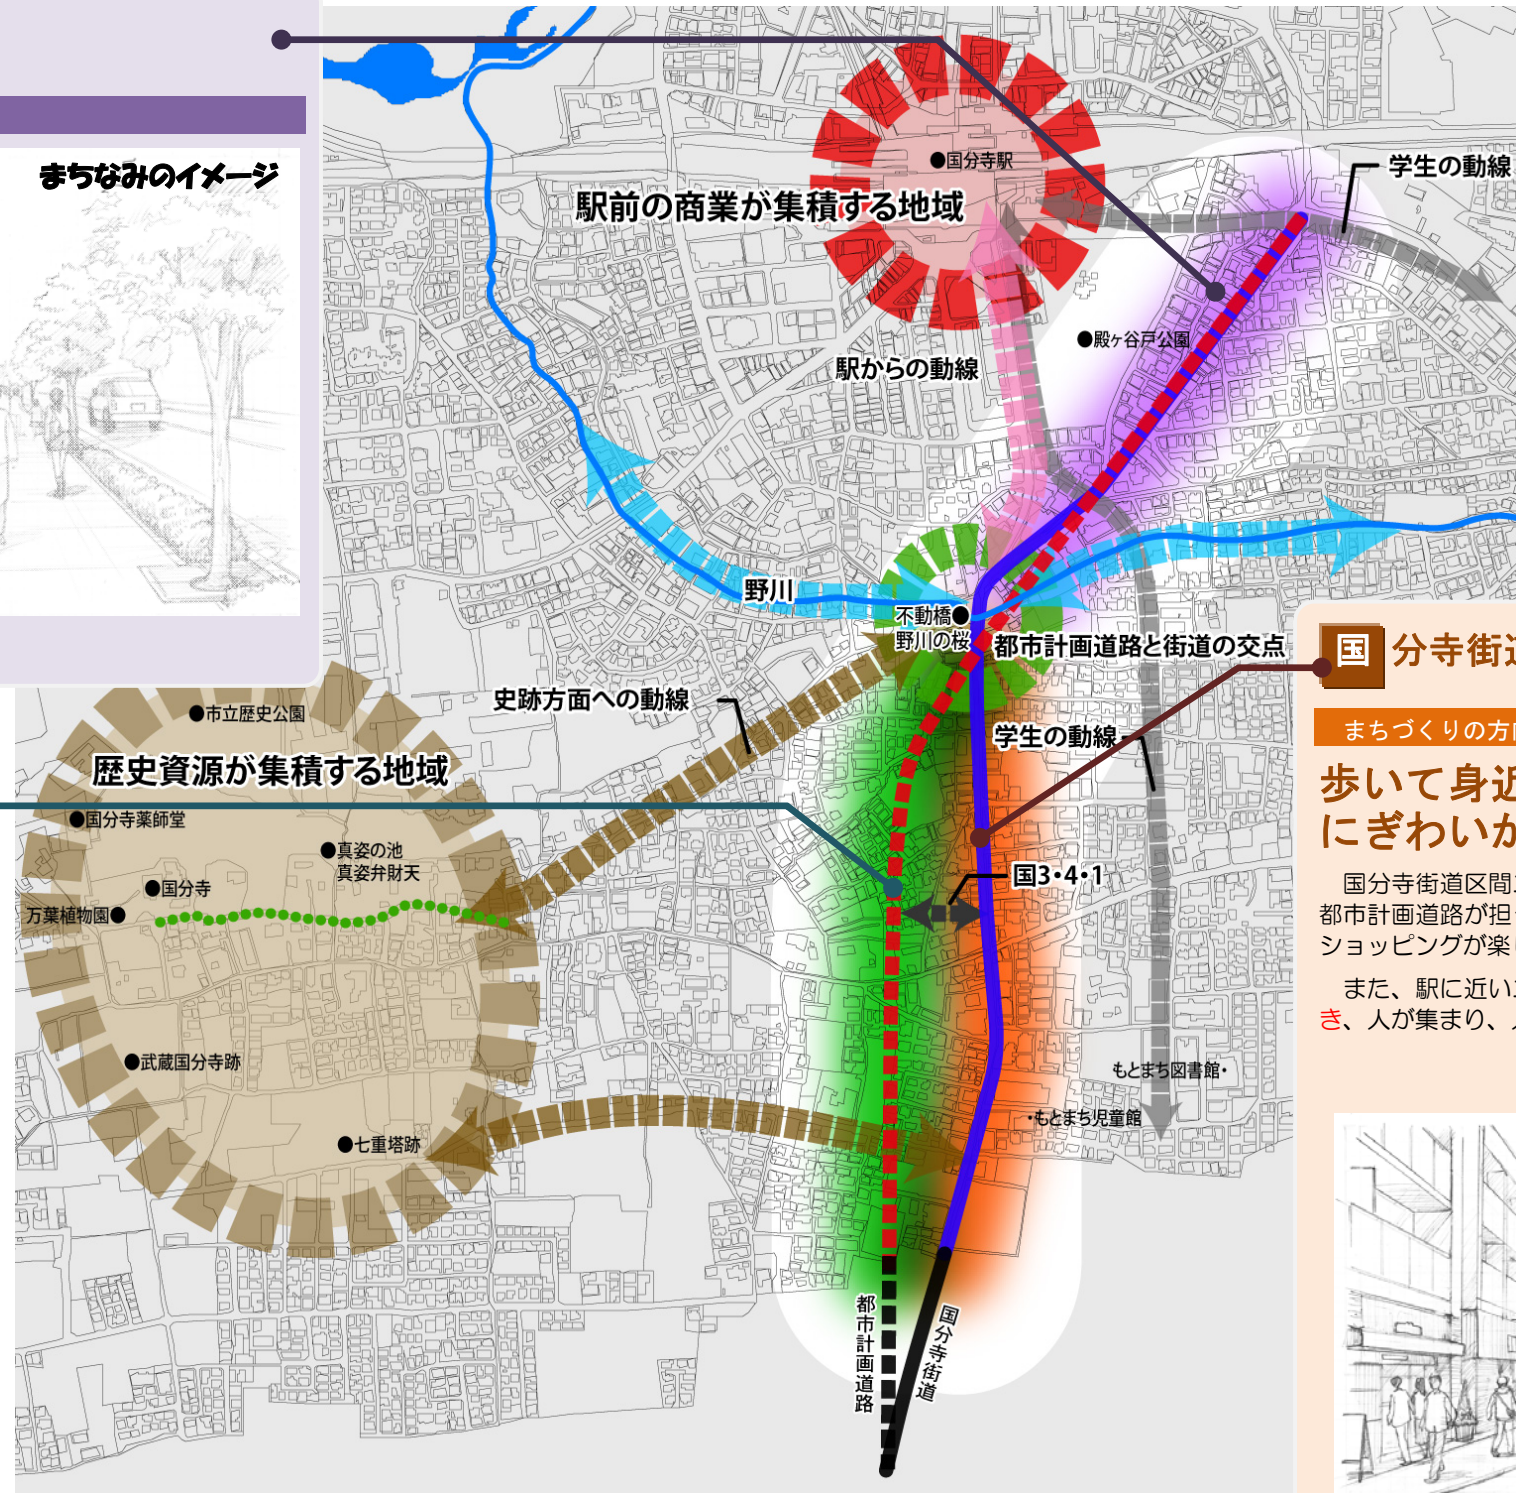 まちなみのイメージ
●国分寺駅
学生の動線
駅前の商業が集積する地域
●殿ヶ谷戸公園
駅からの動線
野川
不動橋●
野川の桜
都市計画道路と街道の交点
史跡方面への動線
学生の動線
●市立歴史公園
歴史資源が集積する地域
●国分寺薬師堂
●真姿の池
真姿弁財天
●国分寺
万葉植物園●
国3・4・1
●武蔵国分寺跡
もとまち図書館・
・もとまち児童館
●七重塔跡
都市計画道路
国分寺街道
国分寺街道
まちづくりの方向
歩いて身近
にぎわいか
国分寺街道区間
都市計画道路が担
ショッピングが楽し
また、駅に近い
き、人が集まり、